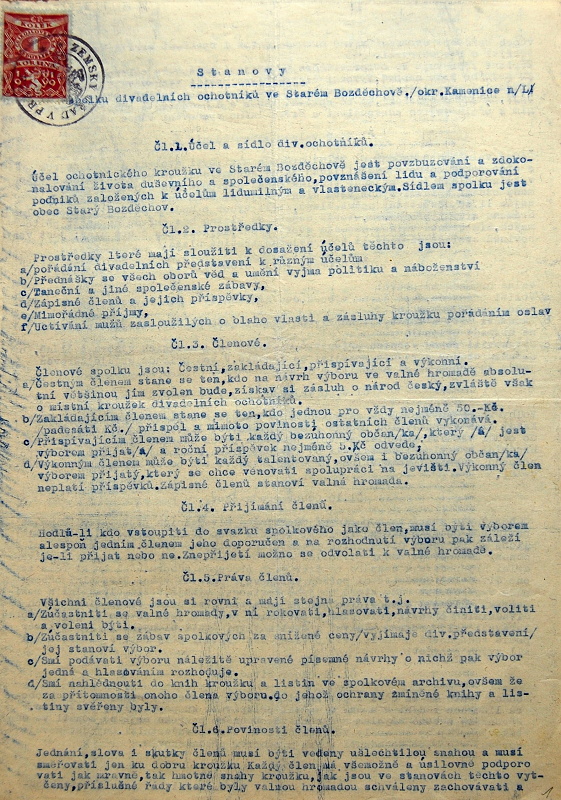 KOLEK
1
KORUNA
ZEMSKÝ
ÚŘAD V PR
Stanovy
spolku divadelních ochotníků ve Starém Bozděchově./okr.Kamenice n/L/
Čl.1.Účel a sídlo div.ochotníků.
Účel ochotnického kroužku ve Starém Bozděchově jest povzbuzování a zdoko-
nalování života duševního a společenského,povznášení lidu a podporování
podniků založených k účelům lidumilným a vlasteneckým.Sídlem spolku jest
obec Starý Bozděchov.
Čl.2. Prostředky.
Prostředky lteré mají sloužiti k dosažení účelů těchto jsou:
a/pořádání divadelních představení k různým účelům
b/Přednášky se všech oborů věd a umění vyjma politiku a náboženství
c/Taneční a jiné společenské zábavy,
d/Zápisné členů a jejich příspěvky,
e/Mimořádné příjmy,
f/Uctívání mužů zasloužilých o blaho vlasti a zásluhy kroužku pořádáním oslav
Čl.3. Členové.
Členové spolku jsou: Čestní,zakládající,přispívající a výkonní.
a/Čestným členem stane se ten,kdo na návrh výboru ve valné hromadě absolu-
tní většinou jím zvolen bude,získav si zásluh o národ český,zvláště však
o místní kroužek divadelních ochotníků.
b/Zakládajícím členem stane se ten,kdo jednou pro vždy nejméně 50.-Kč.
/padesáti Kč./ přispěl a mimo povinosti ostatních členů vykonává.
c/Přispívajícím členem může býti každý bezúhonný občan/ka/,který /á/ jest
výborem přijat/a/ a roční příspěvek nejméně 5.Kč odvede.
d/Výkonným členem může býti každý talentovaný,ovšem i bezúhonný občan/ka/
výborem přijatý,který se chce věnovati spolupráci na jevišti.Výkonný člen
neplatí příspěvků.Zápisné členů stanoví valná hromada.
Čl.4. Přijímání členů.
Hodlá-li kdo vstoupiti do svazku spolkového jako člen,musí býti výborem
alespoň jedním členem jeho doporučen a na rozhodnutí výboru pak záleží
je-li přijat nebo ne.Znepřijetí možno se odvolati k valné hromadě.
Čl.5.Práva členů.
Všichni členové jsou si rovni a mají stejná práva t.j.
a/Zúčastniti se valné hromady,v ní rokovati,hlasovati,návrhy činiti,voliti
a voleni býti.
b/Zúčastniti se zábav spolkových za snížené ceny/vyjímaje div.představení/
jej stanoví výbor.
c/Smí podávati výboru náležitě upravené písemné návrhy o nichž pak výbor
jedná a hlasováním rozhoduje.
d/Smí nahlédnouti do knih kroužku a listin ve spolkovém archivu,ovšem že
za přítomnosti onoho člena výboru.do jehož ochrany zmíněné knihy a lis-
tiny svěřeny byly.
Čl.6.Povinosti členů.
Jednání,slova i skutky členů musí býti vedeny ušlechtilou snahou a musí
směřovati jen ku dobru kroužku Každý člen má všemožně a úsilovně podporo
vati jak mravně,tak hmotně snahy kroužku,jak jsou ve stanovách těchto vyt-
čeny,příslučné řády které byly valnou hromadou schváleny zachovávati a
1